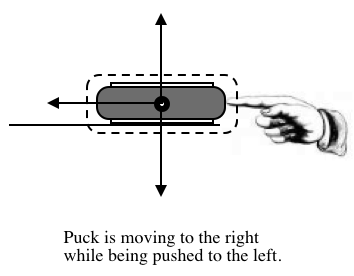 Puck is moving to the right
while being pushed to the left.